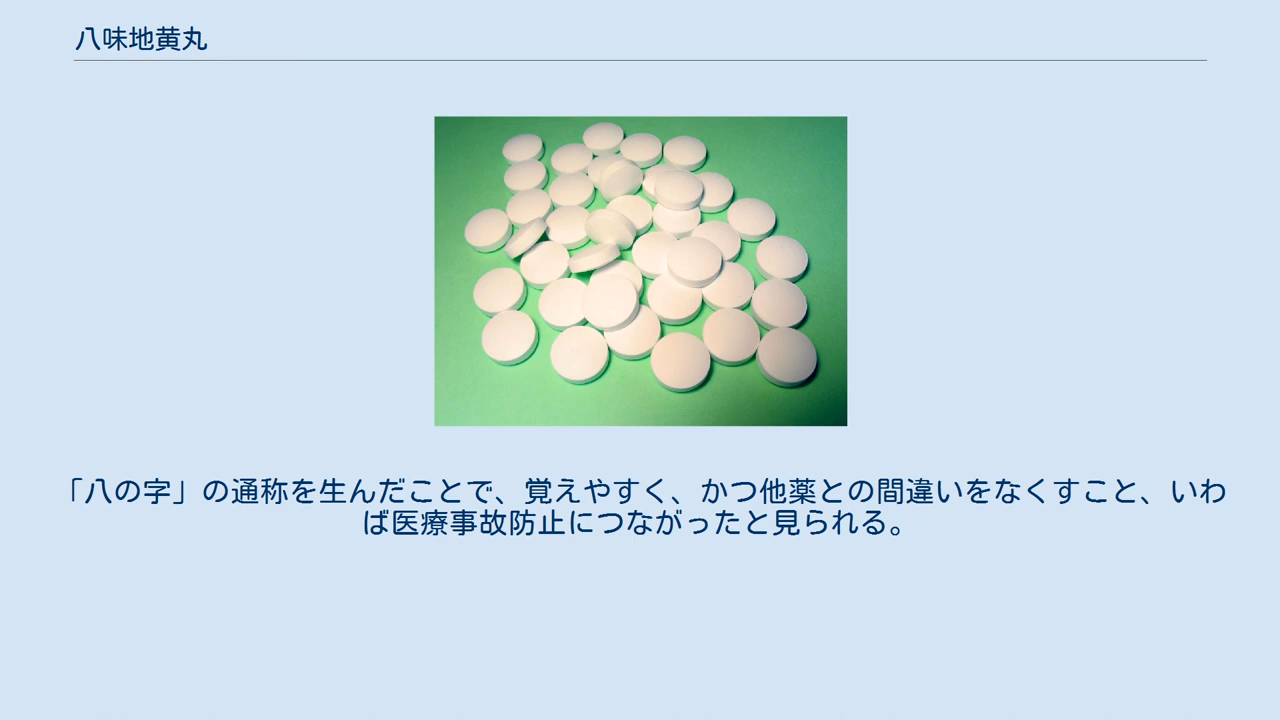 八味地黄丸
「八の字」の通称を生んだことで、覚えやすく、かつ他薬との間違いをなくすこと、いわ
ば医療事故防止につながったと見られる。